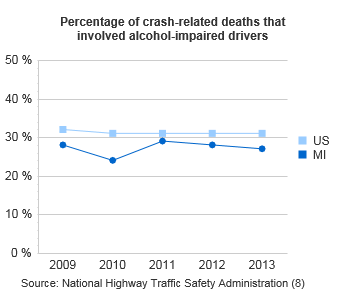 Percentage of crash-related deaths that
involved alcohol-impaired drivers
50 %
40 %
30 %
20 %
10 %
0 %
US
MI
2009 2010 2011 2012 2013
Source: National Highway Traffic Safety Administration (8)